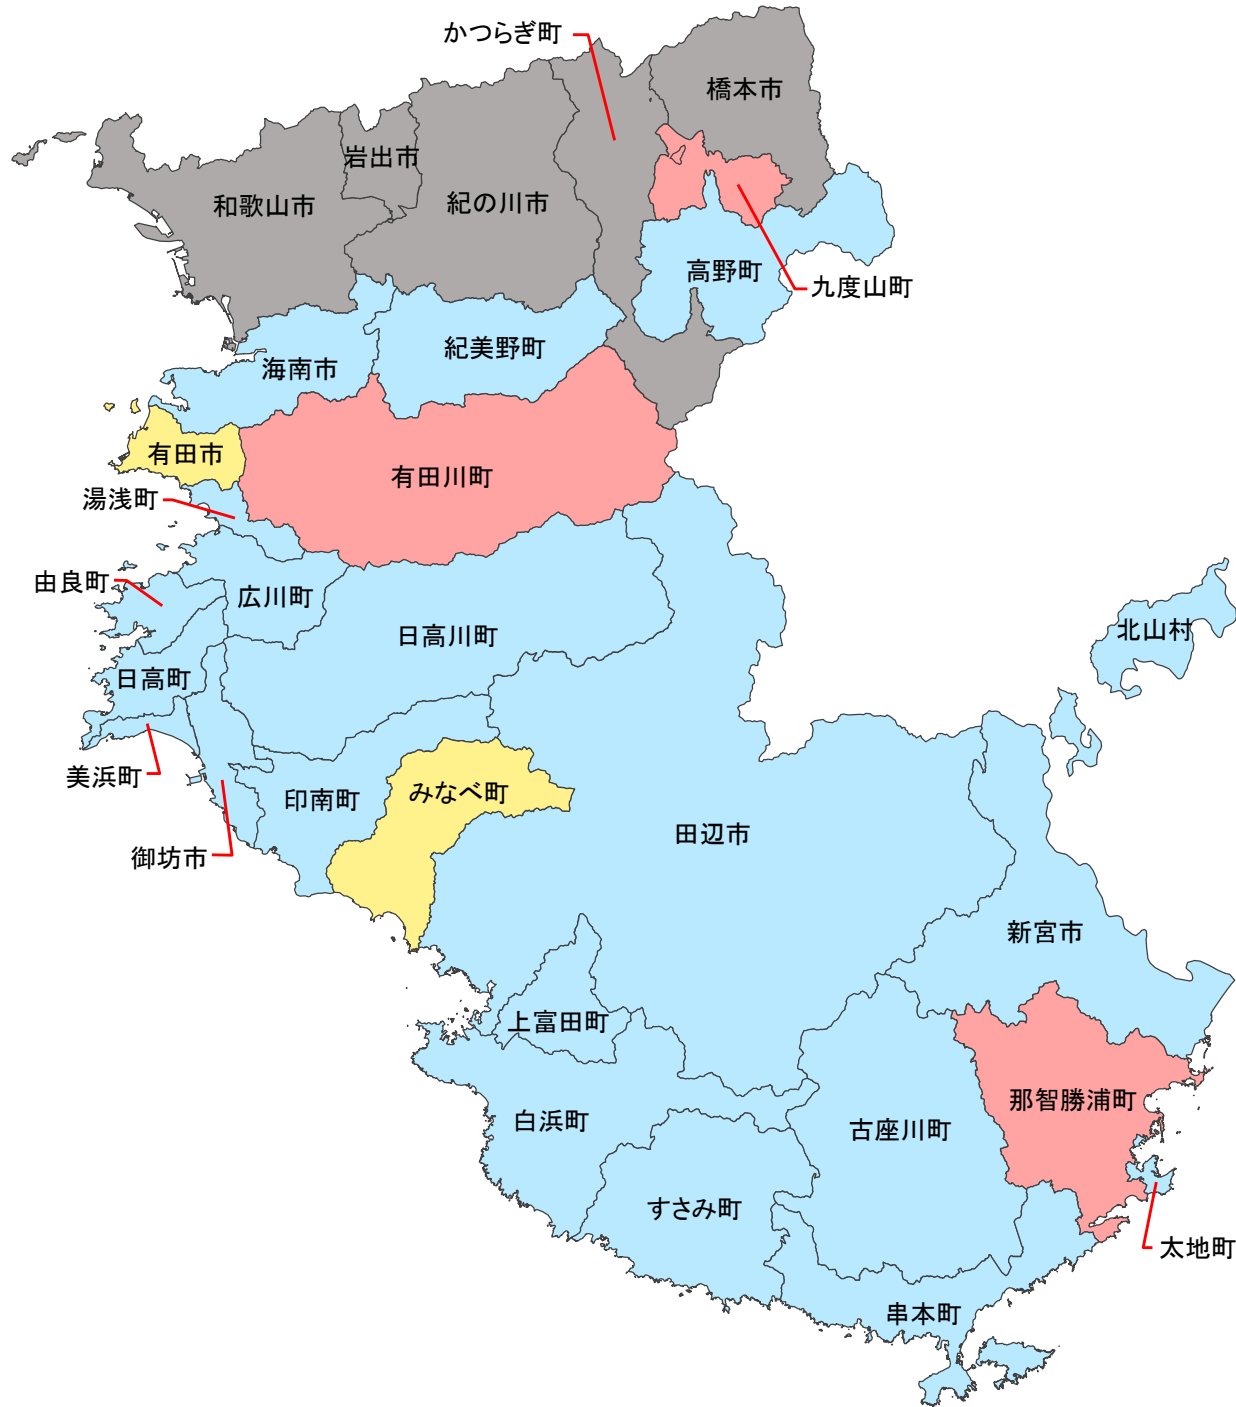 かつらぎ町
橋本市
岩出市
和歌山市
紀の川市
高野町
九度山町
紀美野町
海南市
有田市
有田川町
湯浅町
由良町
広川町
日高川町
北山村
日高町
美浜町
印南町
みなべ町
田辺市
御坊市
新宮市
上富田町
那智勝浦町
白浜町
古座川町
すさみ町
太地町
串本町